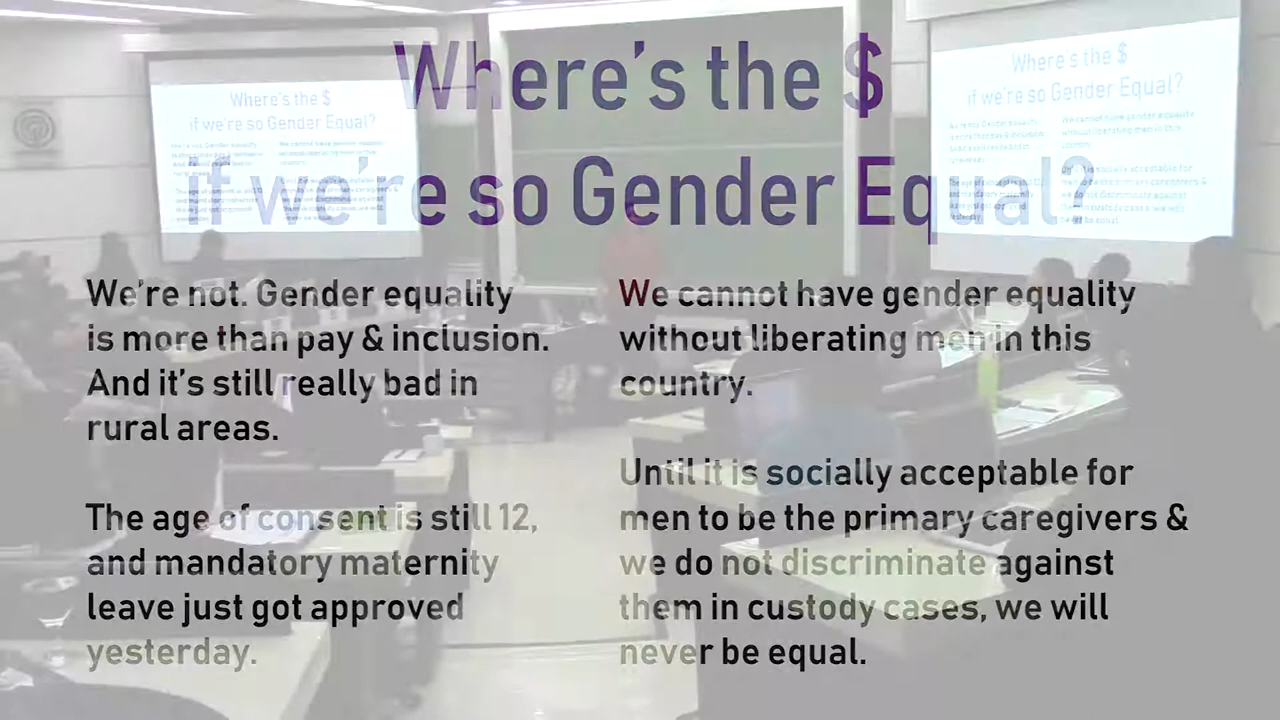 Where's the $
if we're so Gender Equal?
We're not. Gender equality
is more than pay & inclusion.
And it's still really bad in
rural areas.
The age of consent is still 12,
and mandatory maternity
leave just got approved
yesterday.
We cannot have gender equality
without liberating men in this
country.
Until it is socially acceptable for
men to be the primary caregivers &
we do not discriminate against
them in custody cases, we will
never be equal.
Where's the $
if we're so Gender Equal?
Where's the $
if we're so Gender Equal?